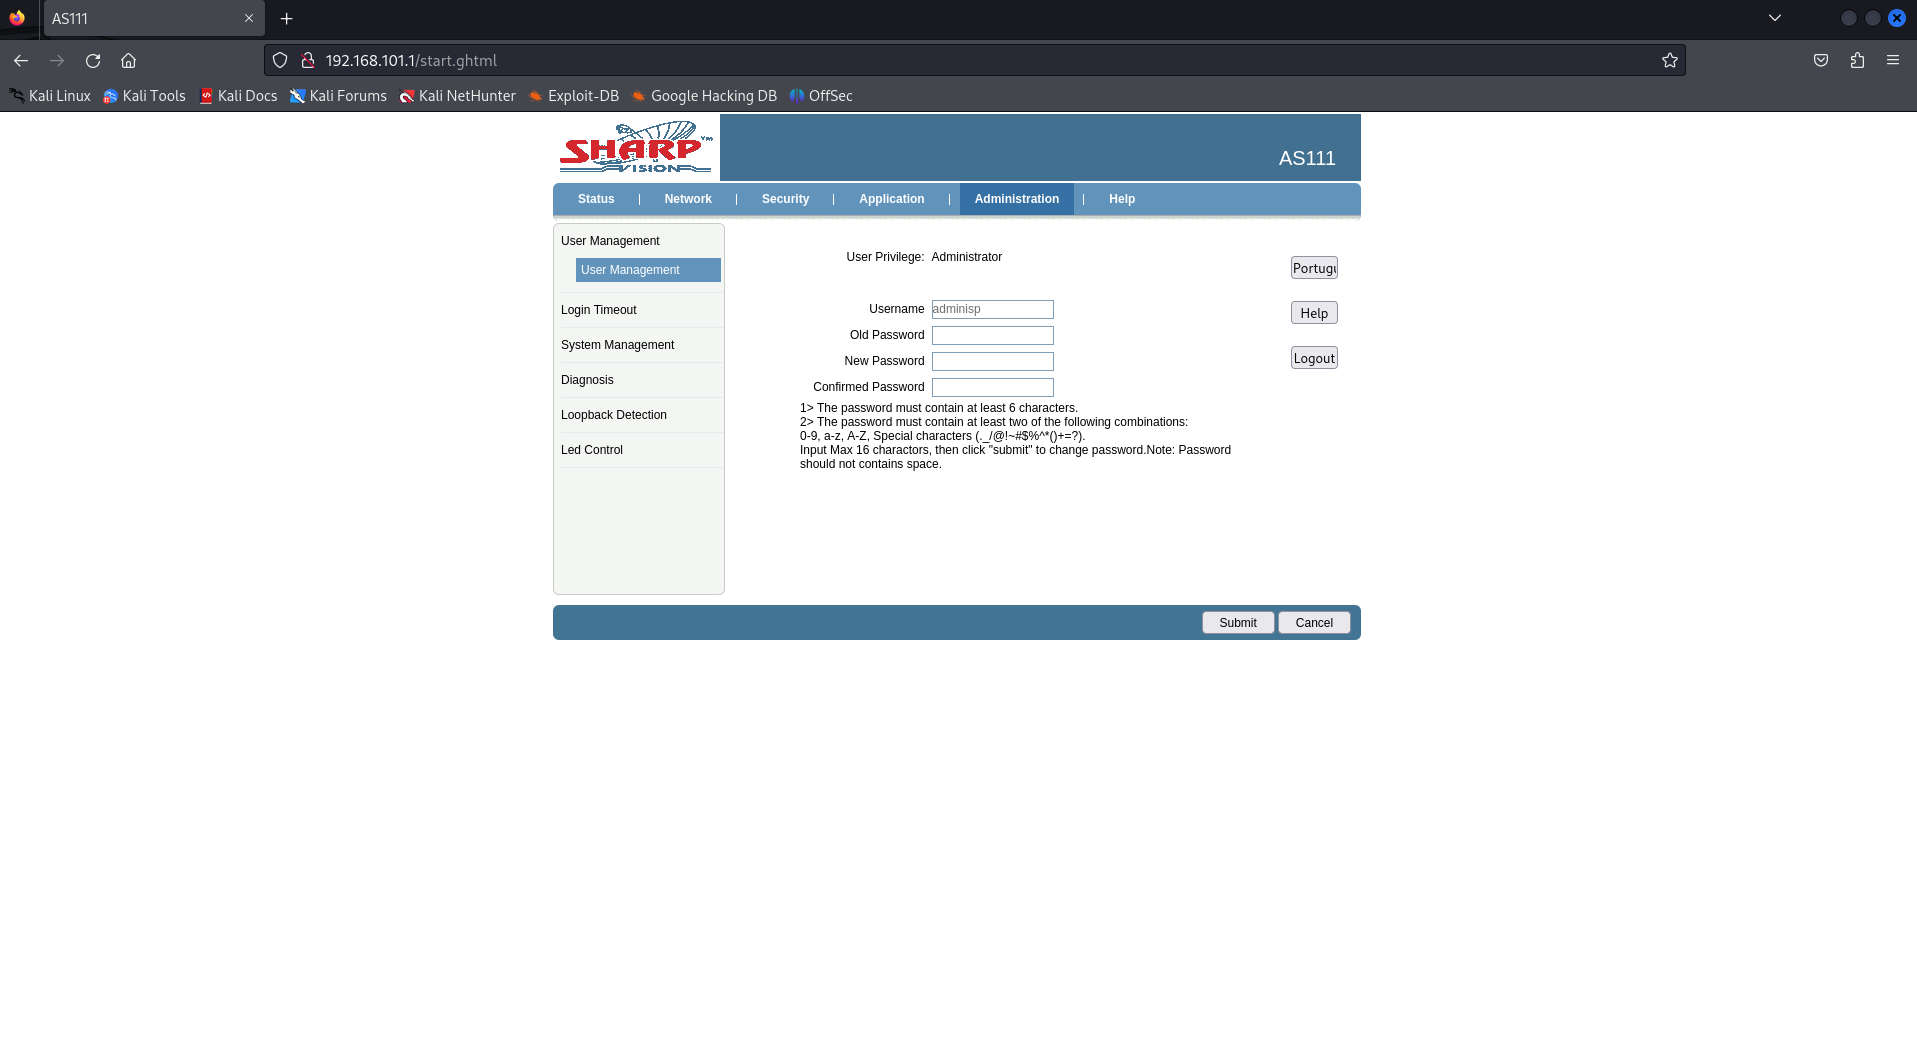 AS111
192.168.101.1/start.ghtml
Kali Linux Kali Tools Kali Docs Kali Forums Kali NetHunter Exploit-DB Google Hacking DB OffSec
SHARP TM
VISION
AS111
Status | Network | Security | Application | Administration | Help
User Management
User Management
Login Timeout
System Management
Diagnosis
Loopback Detection
Led Control
User Privilege: Administrator
Username adminisp
Old Password
New Password
Confirmed Password
1> The password must contain at least 6 characters.
2> The password must contain at least two of the following combinations:
0-9, a-z, A-Z, Special characters (._/@!~#$%^*()+=?).
Input Max 16 charactors, then click "submit" to change password.Note: Password
should not contains space.
Portugu
Help
Logout
Submit Cancel